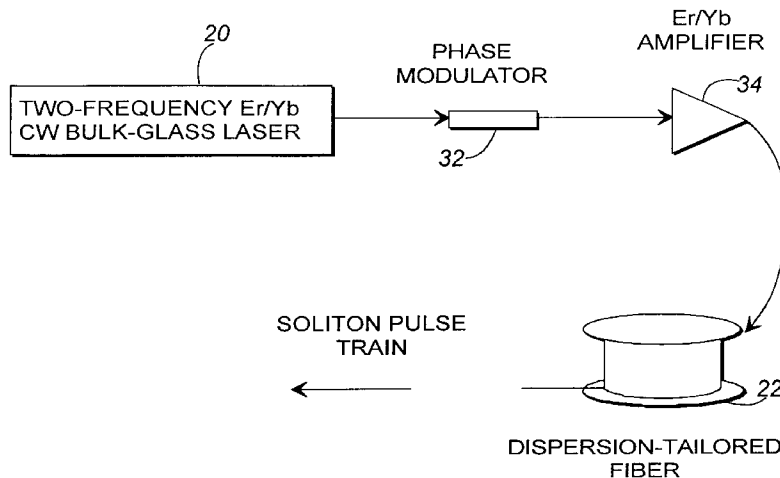 20
TWO-FREQUENCY Er/Yb
CW BULK-GLASS LASER
PHASE
MODULATOR
32
Er/Yb
AMPLIFIER
34
SOLITON PULSE
TRAIN
22
DISPERSION-TAILORED
FIBER